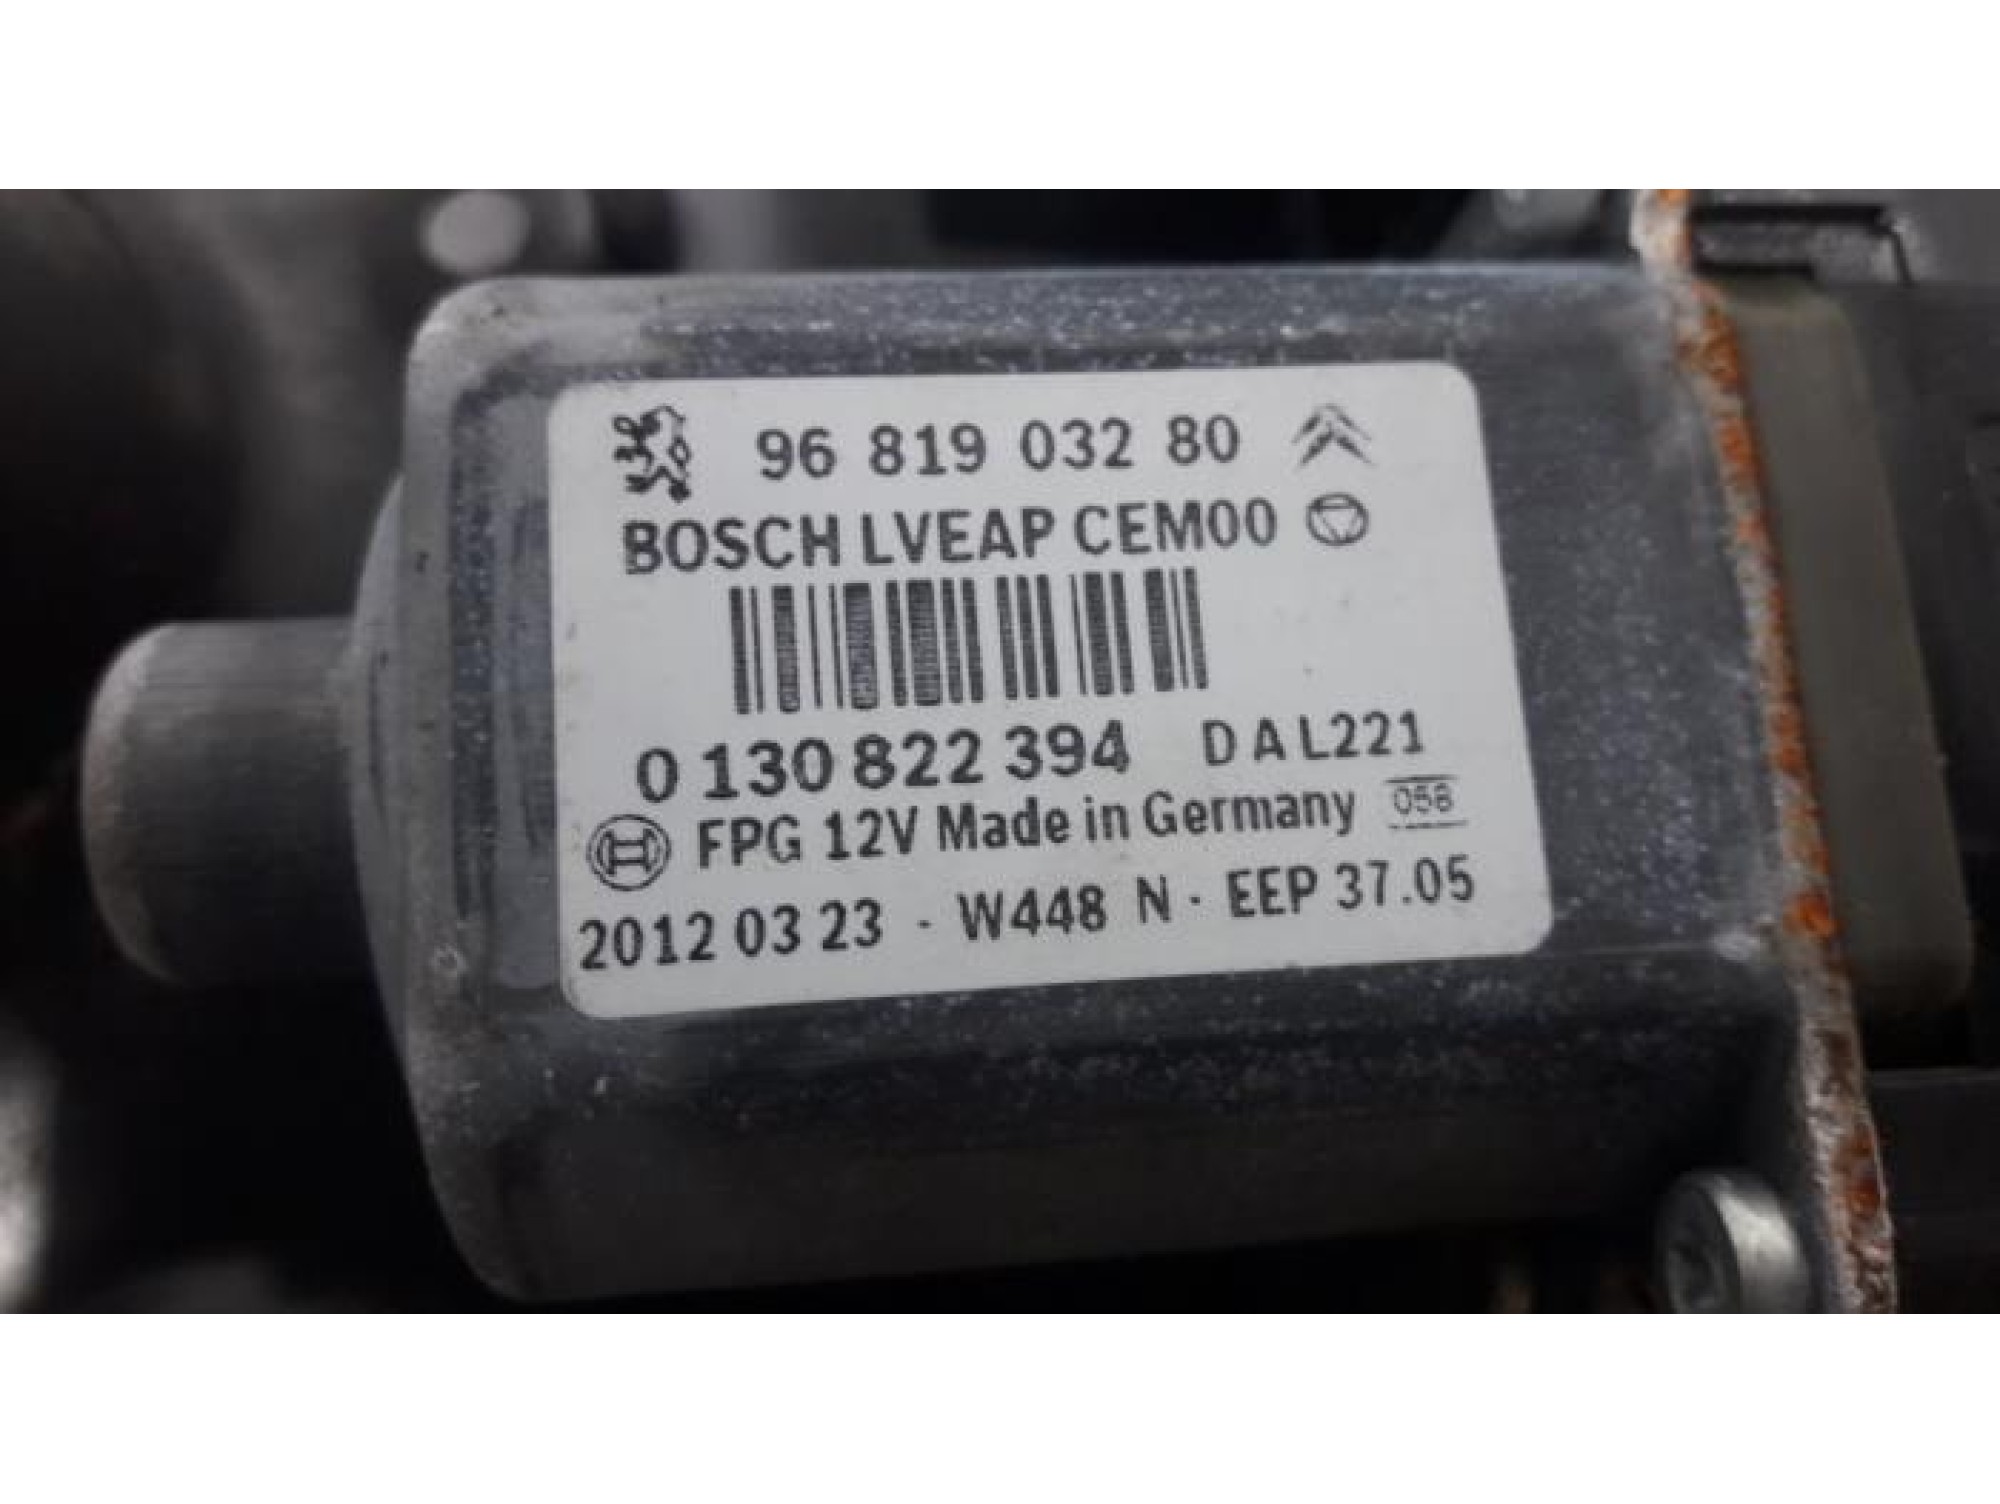 96 819 032 80
BOSCH LVEAP CEM00
0 130 822 394 D A L221
FPG 12V Made in Germany 058
2012 03 23 - W448 N - EEP 37.05